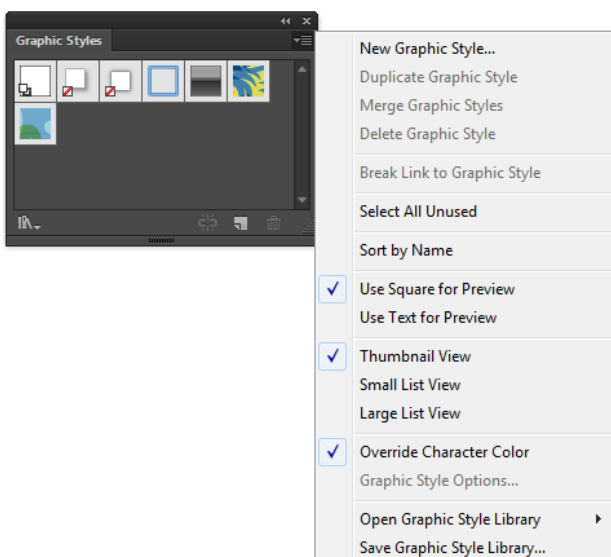 Graphic Styles
New Graphic Style...
Duplicate Graphic Style
Merge Graphic Styles
Delete Graphic Style
Break Link to Graphic Style
Select All Unused
Sort by Name
Use Square for Preview
Use Text for Preview
Thumbnail View
Small List View
Large List View
Override Character Color
Graphic Style Options...
Open Graphic Style Library
Save Graphic Style Library...